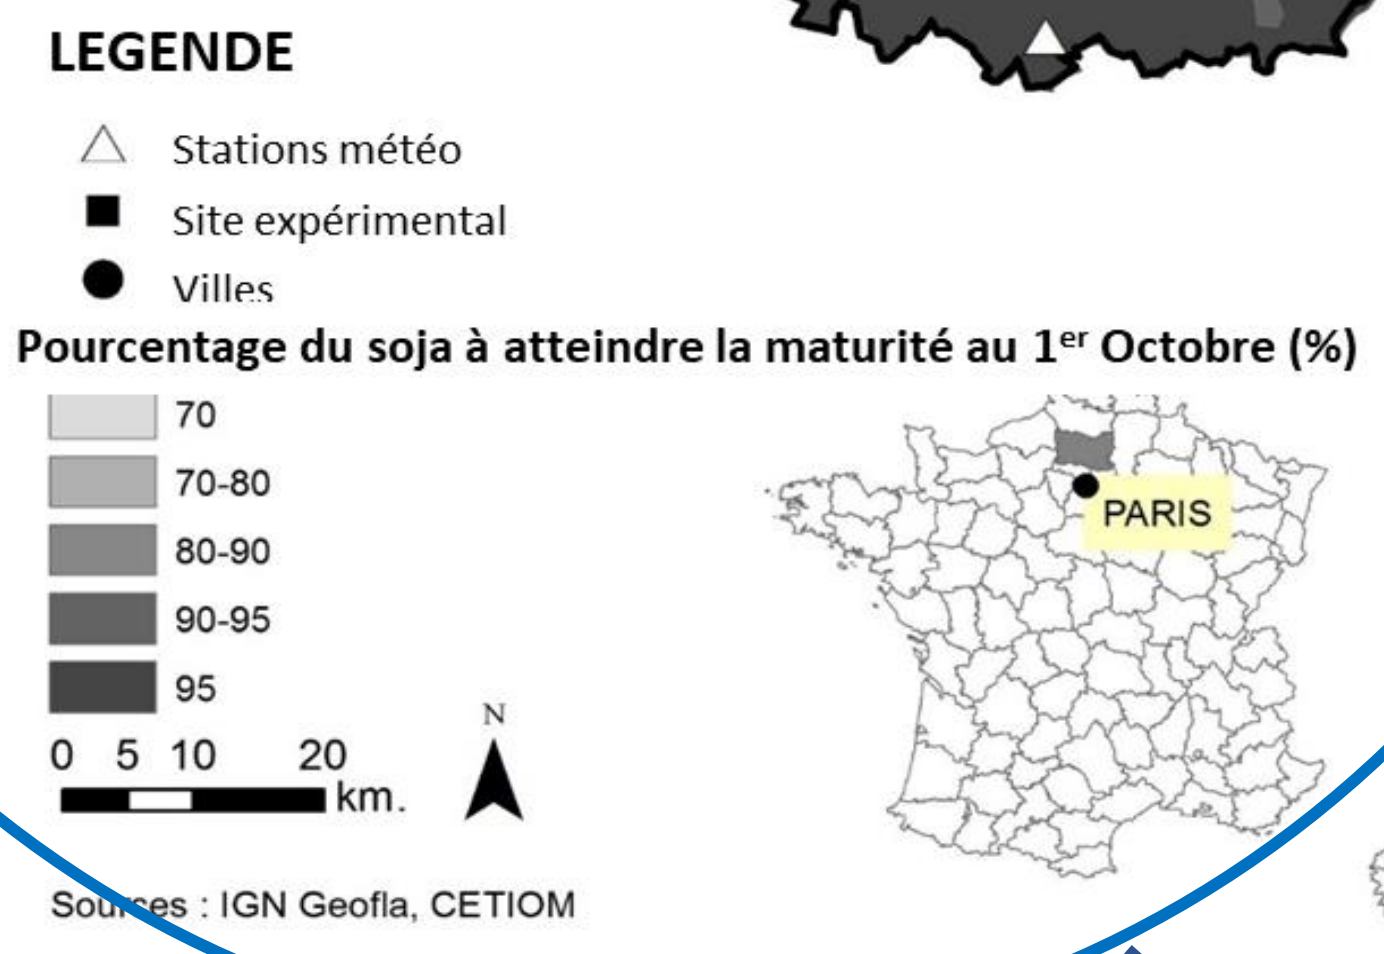 LEGENDE
Stations météo
Site expérimental
Villes
Pourcentage du soja à atteindre la maturité au 1er Octobre (%)
70
70-80
80-90
90-95
95
PARIS
N
0 5 10 20
km.
Sources : IGN Geofla, CETIOM